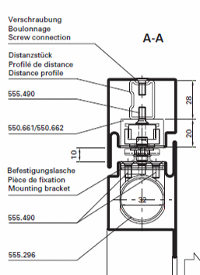 Verschraubung
Boulonnage
Screw connection
A-A
Distanzstück
Profilé de distance
Distance profile
555.490
28
550.661/550.662
20
10
Befestigungslasche
Pièce de fixation
Mounting bracket
32
555.490
555.296